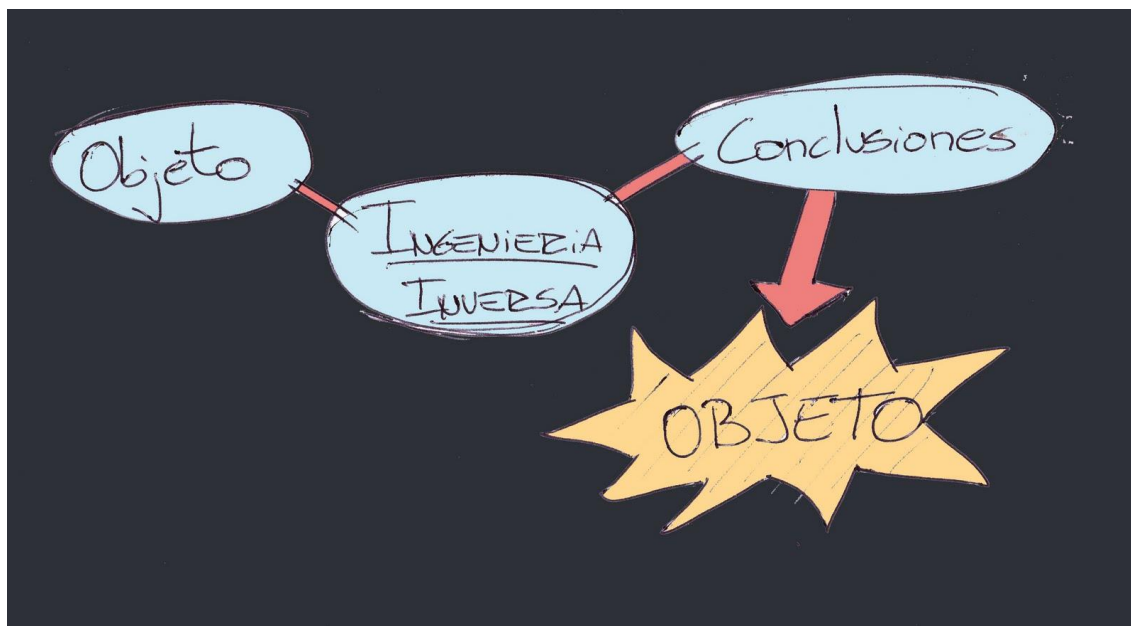 Objeto
INGENIERIA
INVERSA
Conclusiones
OBJETO